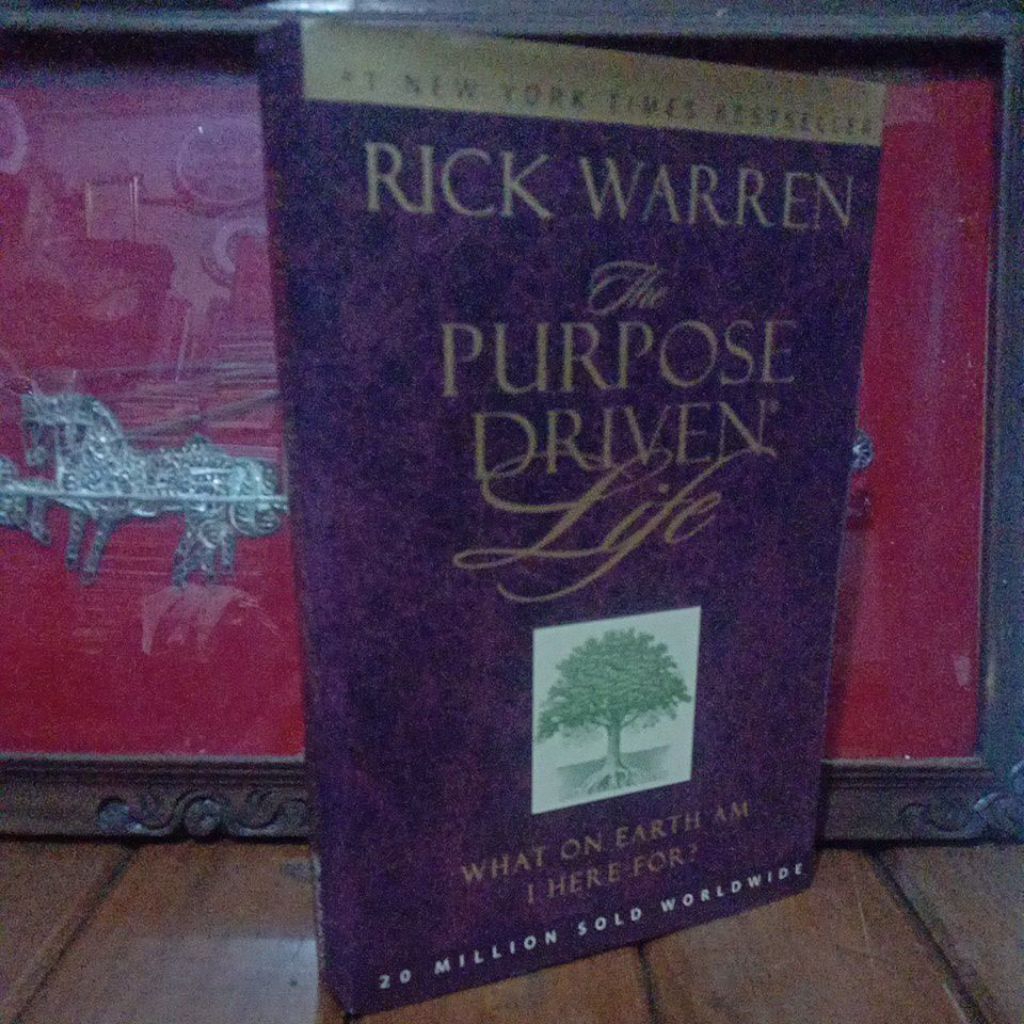 #1 NEW YORK TIMES BESTSELLER
RICK WARREN
The
PURPOSE
DRIVEN®
Life
WHAT ON EARTH AM
I HERE FOR?
20 MILLION SOLD WORLDWIDE